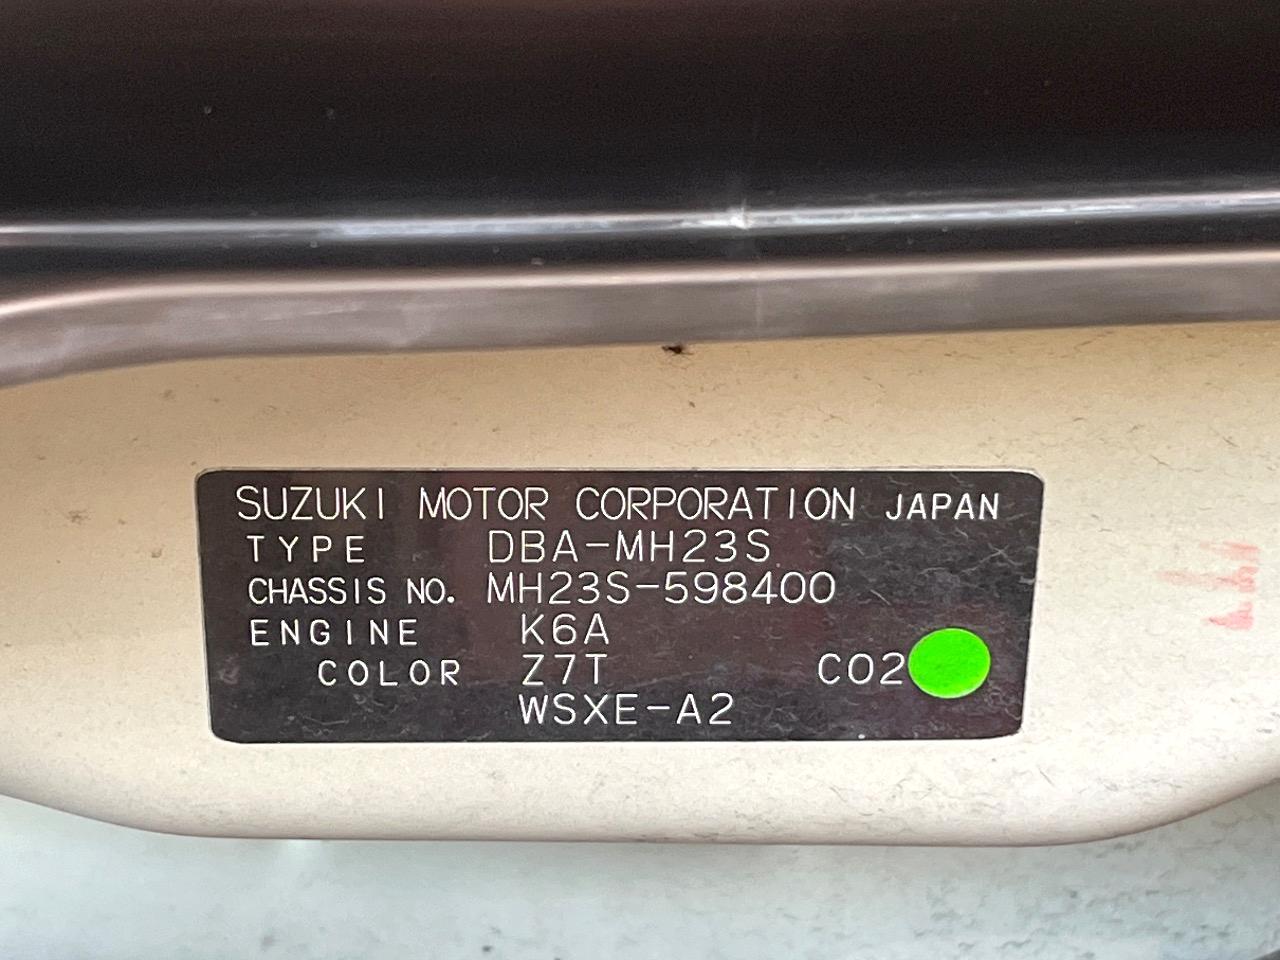 SUZUKI MOTOR CORPORATION JAPAN
TYPE DBA-MH23S
CHASSIS NO. MH23S-598400
ENGINE K6A
COLOR Z7T CO2
WSXE-A2